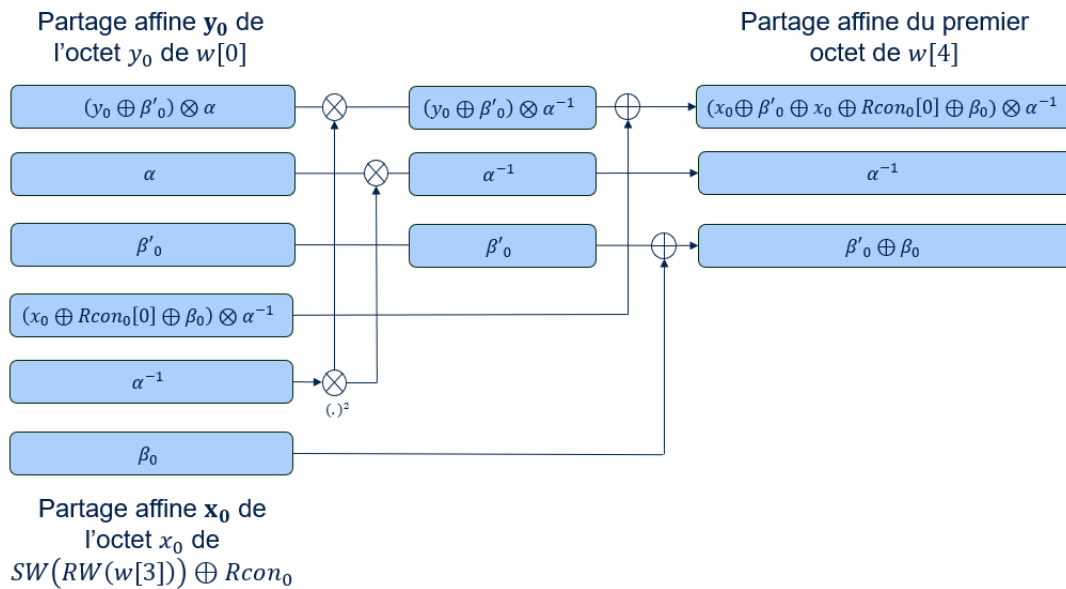 Partage affine y₀ de
l'octet y₀ de w[0]
Partage affine du premier
octet de w[4]
(y₀ ⊕ β′₀) ⊗ α
(y₀ ⊕ β′₀) ⊗ α⁻¹
(x₀⊕ β′₀ ⊕ x₀ ⊕ Rcon₀[0] ⊕ β₀) ⊗ α⁻¹
α
α⁻¹
α⁻¹
β′₀
β′₀
β′₀ ⊕ β₀
(x₀ ⊕ Rcon₀[0] ⊕ β₀) ⊗ α⁻¹
α⁻¹
(.)²
β₀
Partage affine x₀ de
l'octet x₀ de
SW(RW(w[3])) ⊕ Rcon₀